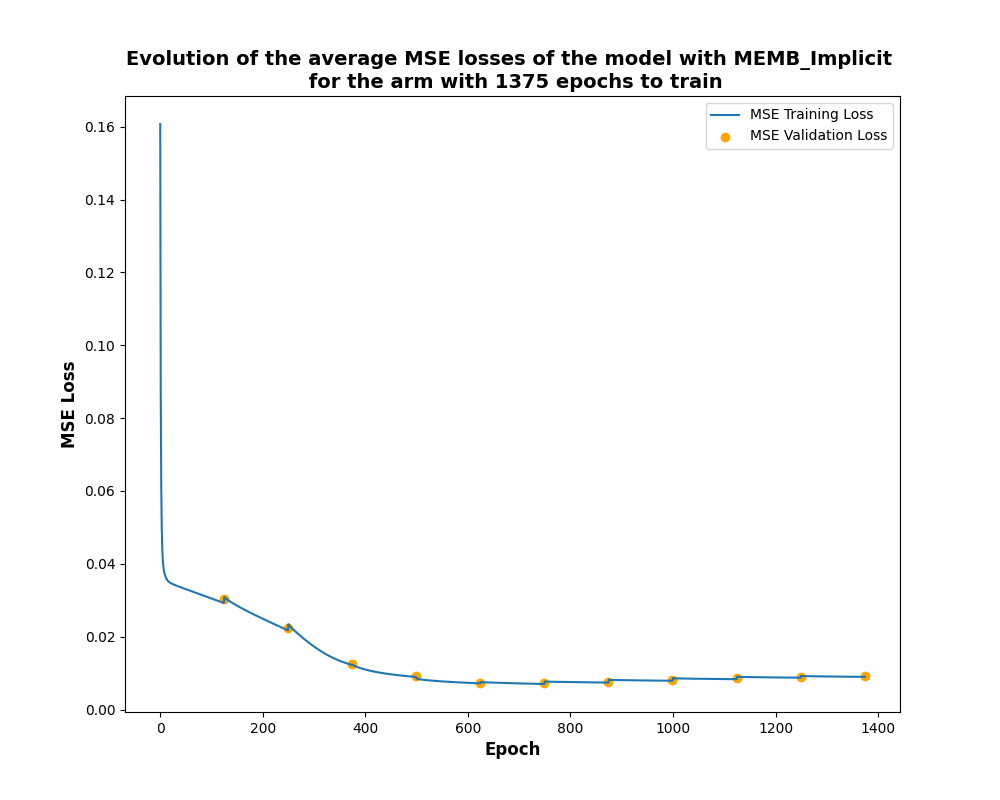 Evolution of the average MSE losses of the model with MEMB_Implicit
for the arm with 1375 epochs to train
MSE Training Loss
MSE Validation Loss
0.16
0.14
0.12
0.10
0.08
0.06
0.04
0.02
0.00
MSE Loss
0
200
400
600
800
1000
1200
1400
Epoch